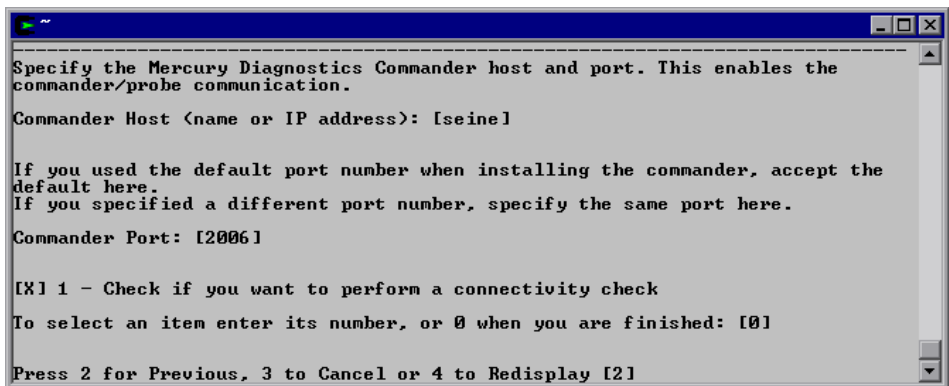 ~
Specify the Mercury Diagnostics Commander host and port. This enables the
commander/probe communication.
Commander Host (name or IP address): [seine]
If you used the default port number when installing the commander, accept the
default here.
If you specified a different port number, specify the same port here.
Commander Port: [2006]
[X] 1 - Check if you want to perform a connectivity check
To select an item enter its number, or 0 when you are finished: [0]
Press 2 for Previous, 3 to Cancel or 4 to Redisplay [2]